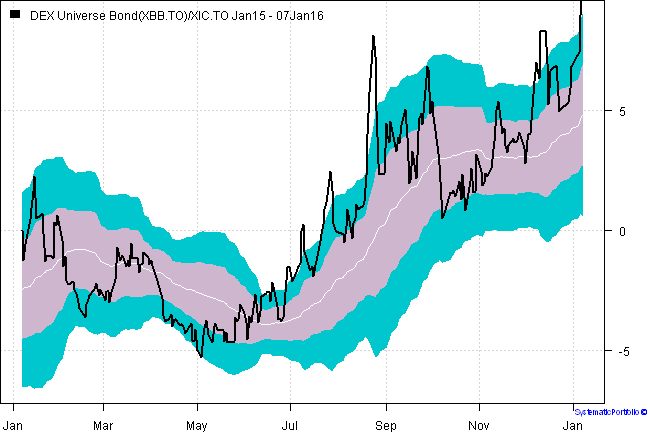 DEX Universe Bond(XBB.TO)/XIC.TO Jan15 - 07Jan16
5
0
-5
SystematicPortfolio ©
Jan Mar May Jul Sep Nov Jan